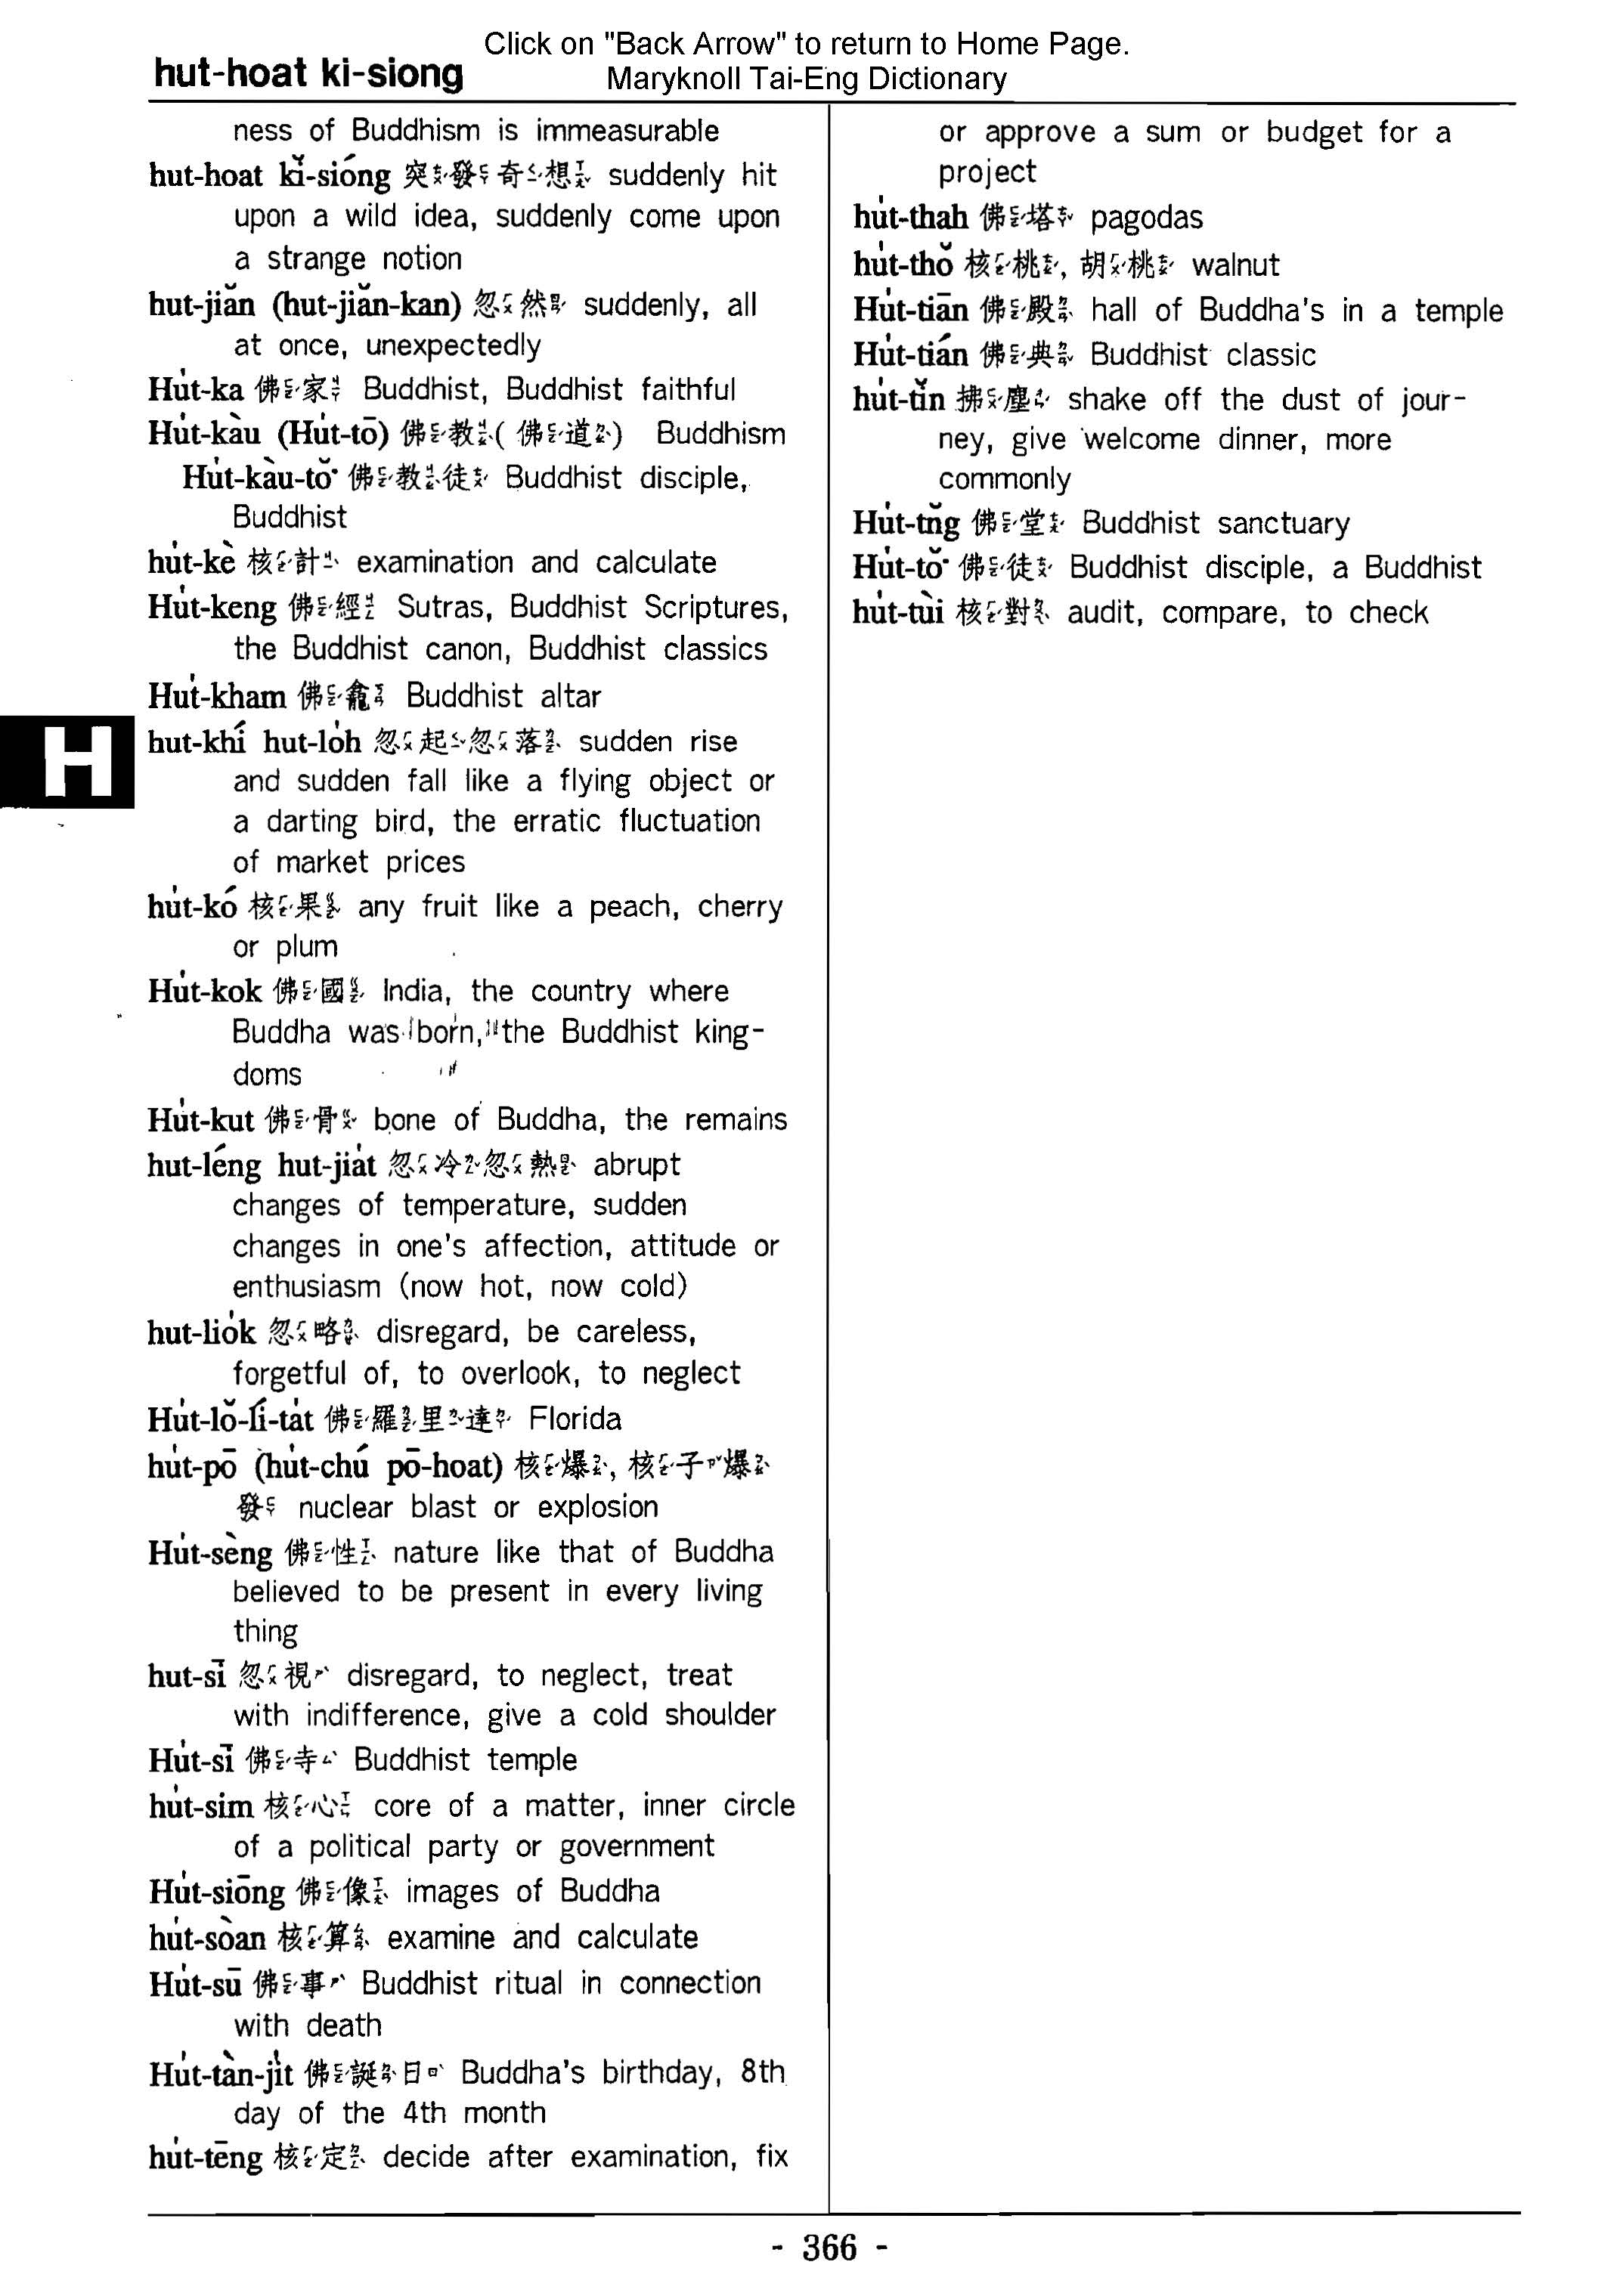 Click on "Back Arrow" to return to Home Page.
hut-hoat ki-siong
Maryknoll Tai-Eng Dictionary
ness of Buddhism is immeasurable
hut-hoat kî-sióng 突發奇想 suddenly hit
upon a wild idea, suddenly come upon
a strange notion
hut-jiăn (hut-jiăn-kan) 忽然 suddenly, all
at once, unexpectedly
Hu̍t-ka 佛家 Buddhist, Buddhist faithful
Hu̍t-kàu (Hu̍t-tō) 佛教(佛道) Buddhism
Hu̍t-kàu-tŏ͘ 佛教徒 Buddhist disciple,
Buddhist
hu̍t-kè 核計 examination and calculate
Hu̍t-keng 佛經 Sutras, Buddhist Scriptures,
the Buddhist canon, Buddhist classics
Hu̍t-kham 佛龕 Buddhist altar
hut-khí hut-lo̍h 忽起忽落 sudden rise
and sudden fall like a flying object or
a darting bird, the erratic fluctuation
of market prices
hu̍t-kó 核果 any fruit like a peach, cherry
or plum
Hu̍t-kok 佛國 India, the country where
Buddha was born, the Buddhist king-
doms
Hu̍t-kut 佛骨 bone of Buddha, the remains
hut-léng hut-jia̍t 忽冷忽熱 abrupt
changes of temperature, sudden
changes in one's affection, attitude or
enthusiasm (now hot, now cold)
hut-lio̍k 忽略 disregard, be careless,
forgetful of, to overlook, to neglect
Hu̍t-lŏ-lí-ta̍t 佛羅里達 Florida
hu̍t-pō (hu̍t-chú pō-hoat) 核爆, 核子爆
發 nuclear blast or explosion
Hu̍t-sèng 佛性 nature like that of Buddha
believed to be present in every living
thing
hut-sī 忽視 disregard, to neglect, treat
with indifference, give a cold shoulder
Hu̍t-sī 佛寺 Buddhist temple
hu̍t-sim 核心 core of a matter, inner circle
of a political party or government
Hu̍t-siōng 佛像 images of Buddha
hu̍t-sòan 核算 examine and calculate
Hu̍t-sū 佛事 Buddhist ritual in connection
with death
Hu̍t-tàn-ji̍t 佛誕日 Buddha's birthday, 8th
day of the 4th month
hu̍t-tēng 核定 decide after examination, fix
or approve a sum or budget for a
project
hu̍t-thah 佛塔 pagodas
hu̍t-thŏ 核桃, 胡桃 walnut
Hu̍t-tiān 佛殿 hall of Buddha's in a temple
Hu̍t-tián 佛典 Buddhist classic
hu̍t-tĭn 拂塵 shake off the dust of jour-
ney, give welcome dinner, more
commonly
Hu̍t-tn̆g 佛堂 Buddhist sanctuary
Hu̍t-tŏ͘ 佛徒 Buddhist disciple, a Buddhist
hu̍t-tùi 核對 audit, compare, to check
H
- 366 -